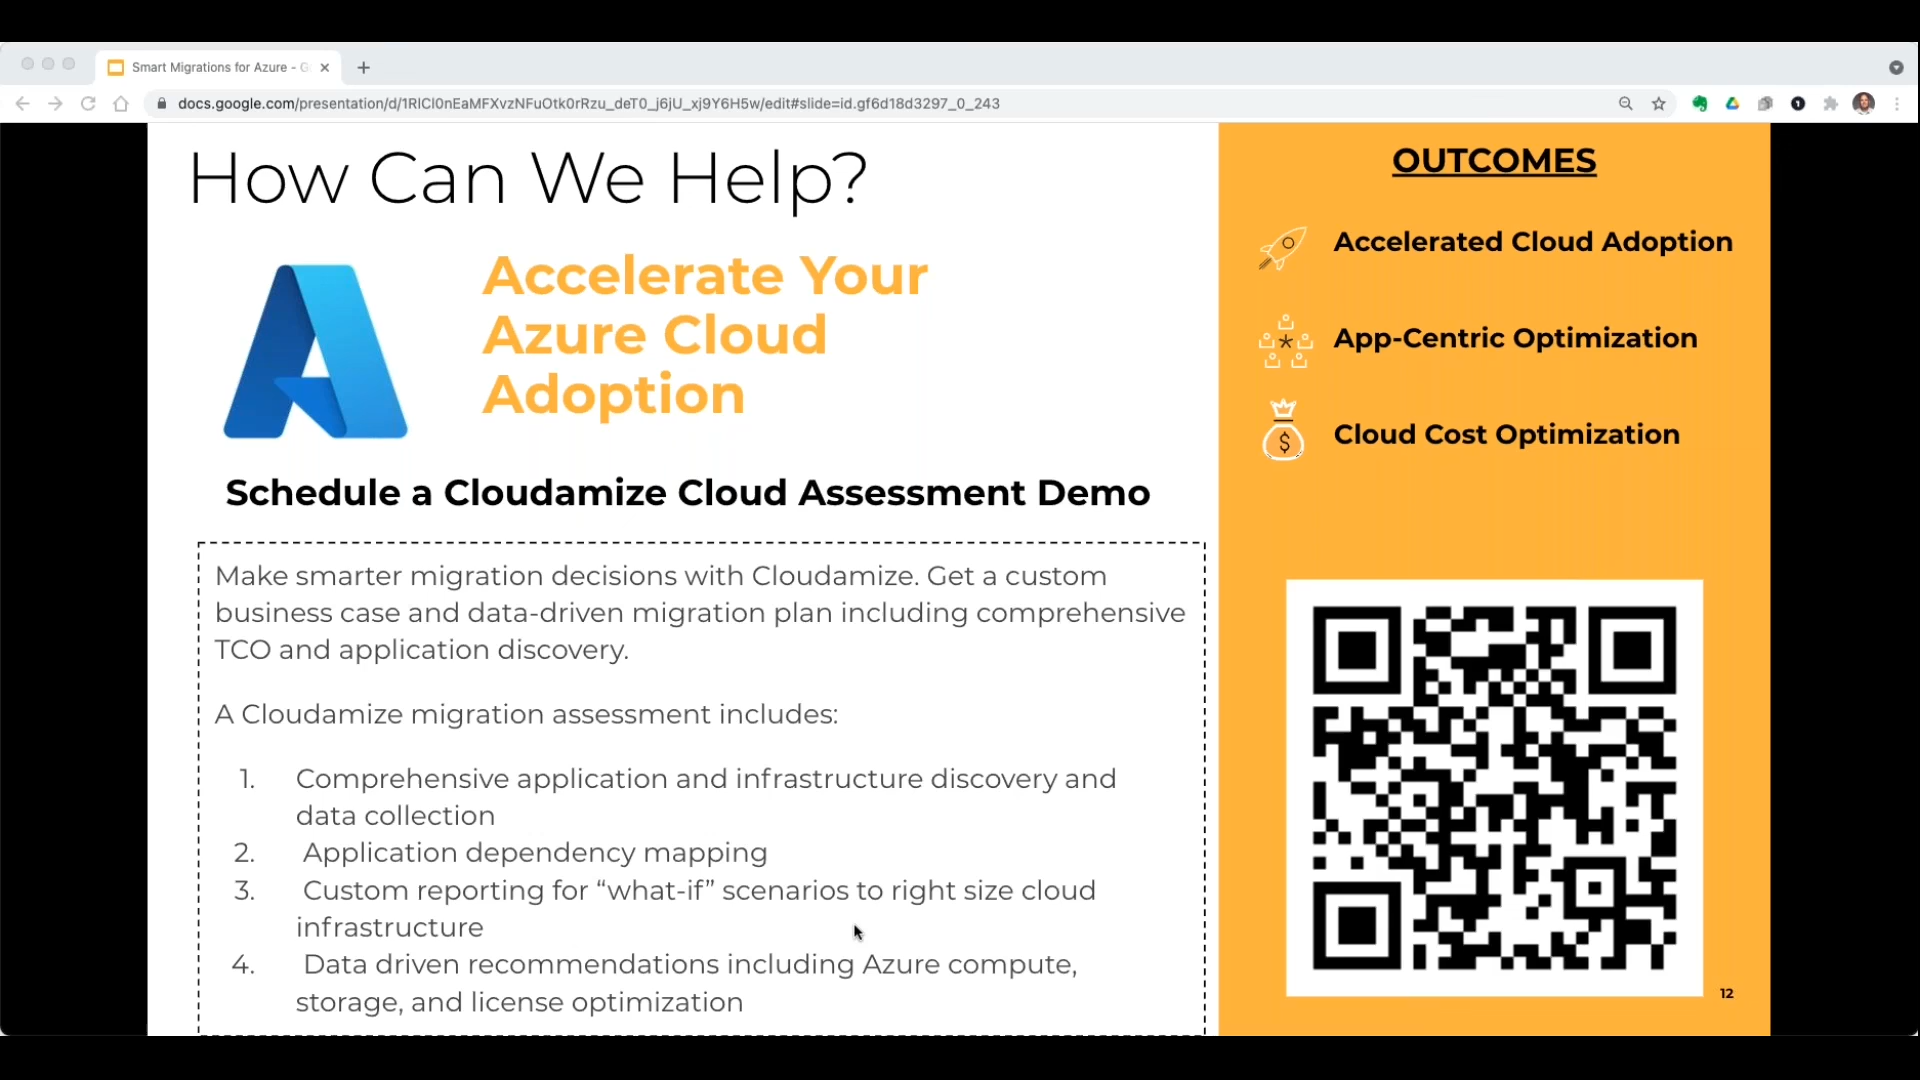 Smart Migrations for Azure - G
docs.google.com/presentation/d/1RlCl0nEaMFXvzNFuOtk0rRzu_deT0_j6jU_xj9Y6H5w/edit#slide=id.gf6d18d3297_0_243
How Can We Help?
Accelerate Your
Azure Cloud
Adoption
Schedule a Cloudamize Cloud Assessment Demo
Make smarter migration decisions with Cloudamize. Get a custom
business case and data-driven migration plan including comprehensive
TCO and application discovery.
A Cloudamize migration assessment includes:
1. Comprehensive application and infrastructure discovery and
data collection
2. Application dependency mapping
3. Custom reporting for “what-if” scenarios to right size cloud
infrastructure
4. Data driven recommendations including Azure compute,
storage, and license optimization
OUTCOMES
Accelerated Cloud Adoption
App-Centric Optimization
$
Cloud Cost Optimization
12